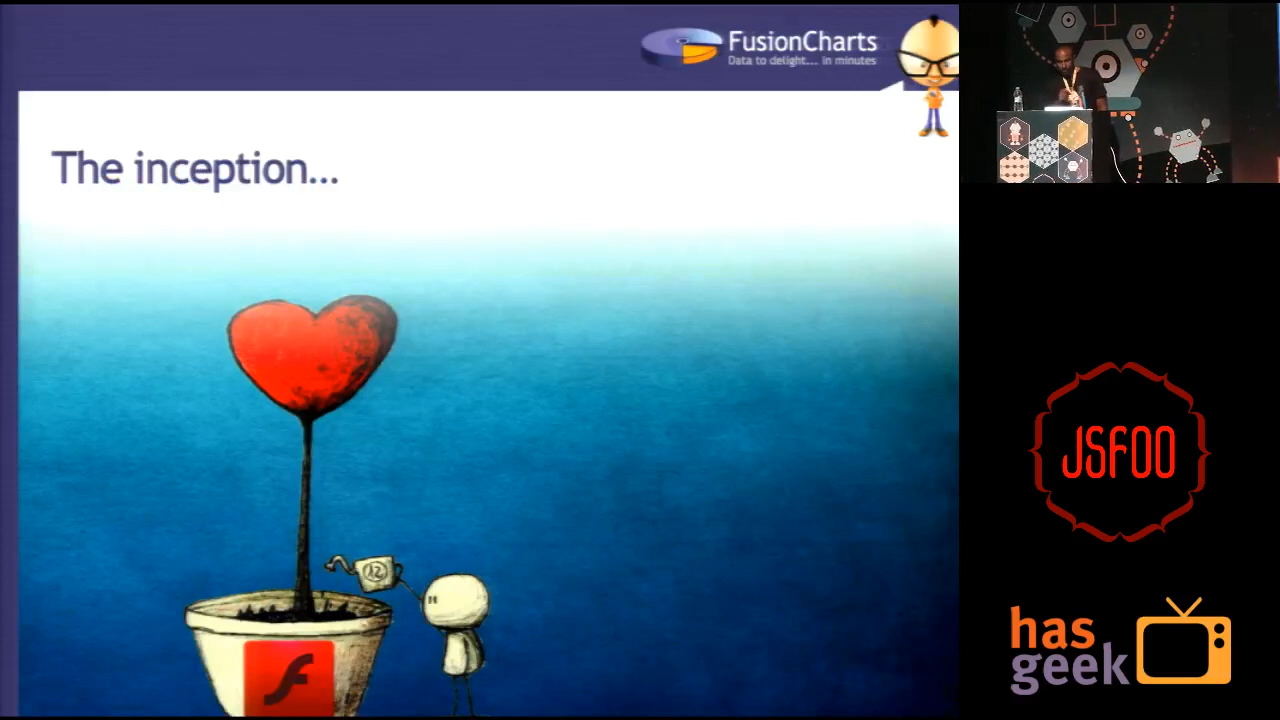 FusionCharts
Data to delight... in minutes
The inception...
f
JSFOO
has
geek